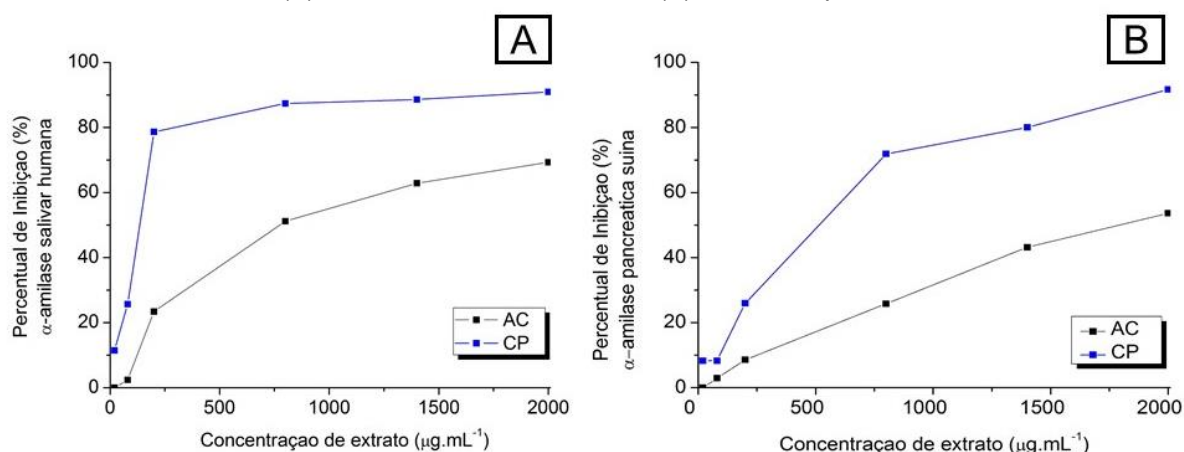 A
Percentual de Inibiçao (%)
α-amilase salivar humana
100
80
60
40
20
0
AC
CP
0
500
1000
1500
2000
Concentraçao de extrato (µg.mL⁻¹)
B
Percentual de Inibiçao (%)
α–amilase pancreatica suina
100
80
60
40
20
0
AC
CP
0
500
1000
1500
2000
Concentraçao de extrato (µg.mL⁻¹)